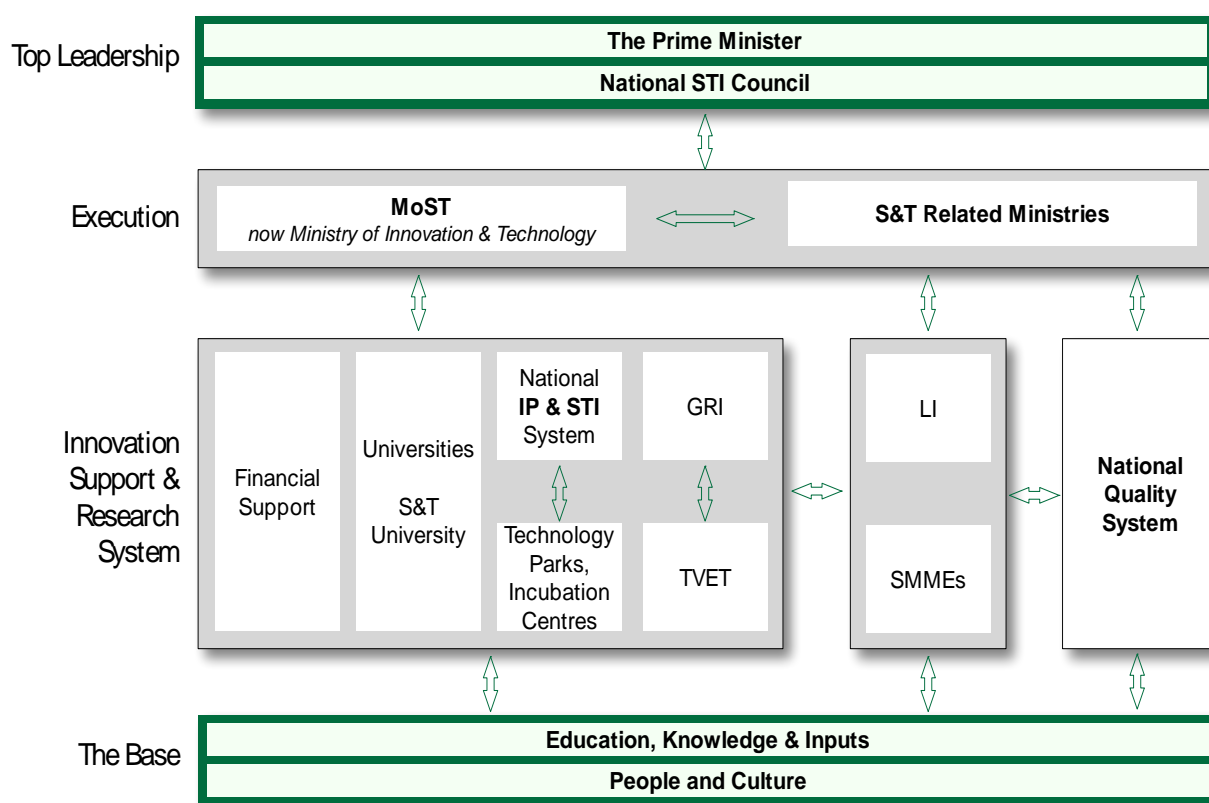 Top Leadership
The Prime Minister
National STI Council
Execution
MoST
now Ministry of Innovation & Technology
S&T Related Ministries
Innovation
Support &
Research
System
Financial
Support
Universities
S&T
University
National
IP & STI
System
Technology
Parks,
Incubation
Centres
GRI
TVET
LI
SMMEs
National
Quality
System
The Base
Education, Knowledge & Inputs
People and Culture